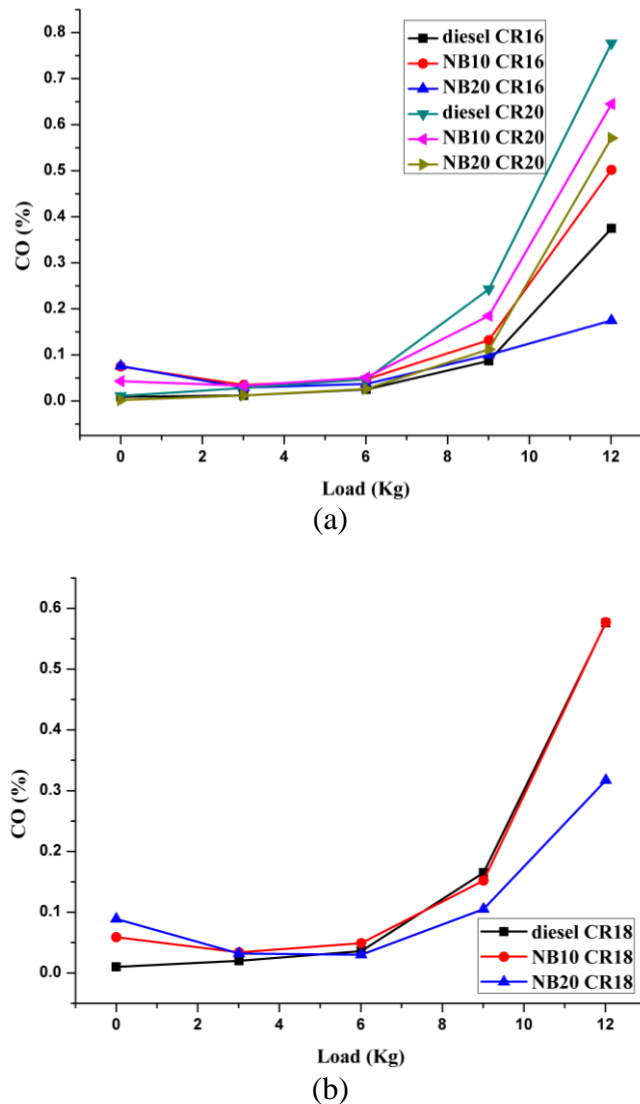 0.8
0.7
0.6
0.5
0.4
0.3
0.2
0.1
0.0
CO (%)
diesel CR16
NB10 CR16
NB20 CR16
diesel CR20
NB10 CR20
NB20 CR20
0 2 4 6 8 10 12
Load (Kg)
(a)
0.6
0.5
0.4
0.3
0.2
0.1
0.0
CO (%)
diesel CR18
NB10 CR18
NB20 CR18
0 2 4 6 8 10 12
Load (Kg)
(b)